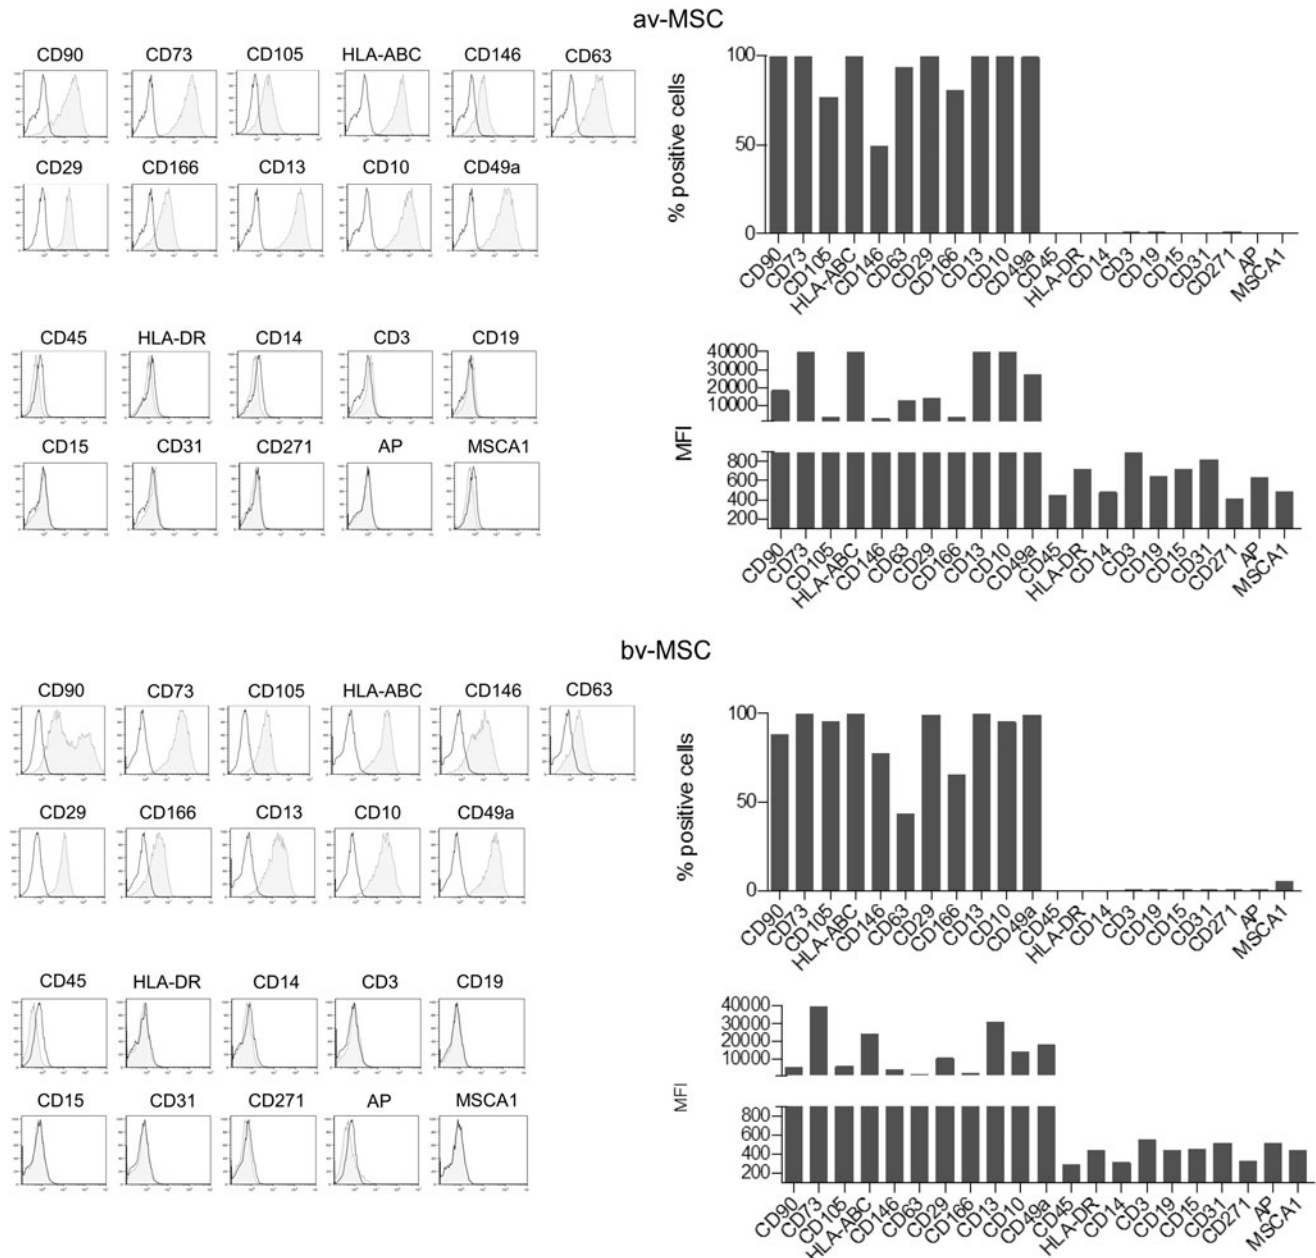 av-MSC
CD90 CD73 CD105 HLA-ABC CD146 CD63
CD29 CD166 CD13 CD10 CD49a
CD45 HLA-DR CD14 CD3 CD19
CD15 CD31 CD271 AP MSCA1
100
50
0
% positive cells
CD90 CD73 CD105 HLA-ABC CD146 CD63 CD29 CD166 CD13 CD10 CD49a CD45 HLA-DR CD14 CD3 CD19 CD15 CD31 CD271 AP MSCA1
40000
30000
20000
10000
800
600
400
200
MFI
CD90 CD73 CD105 HLA-ABC CD146 CD63 CD29 CD166 CD13 CD10 CD49a CD45 HLA-DR CD14 CD3 CD19 CD15 CD31 CD271 AP MSCA1
bv-MSC
CD90 CD73 CD105 HLA-ABC CD146 CD63
CD29 CD166 CD13 CD10 CD49a
CD45 HLA-DR CD14 CD3 CD19
CD15 CD31 CD271 AP MSCA1
100
50
0
% positive cells
CD90 CD73 CD105 HLA-ABC CD146 CD63 CD29 CD166 CD13 CD10 CD49a CD45 HLA-DR CD14 CD3 CD19 CD15 CD31 CD271 AP MSCA1
40000
30000
20000
10000
800
600
400
200
MFI
CD90 CD73 CD105 HLA-ABC CD146 CD63 CD29 CD166 CD13 CD10 CD49a CD45 HLA-DR CD14 CD3 CD19 CD15 CD31 CD271 AP MSCA1